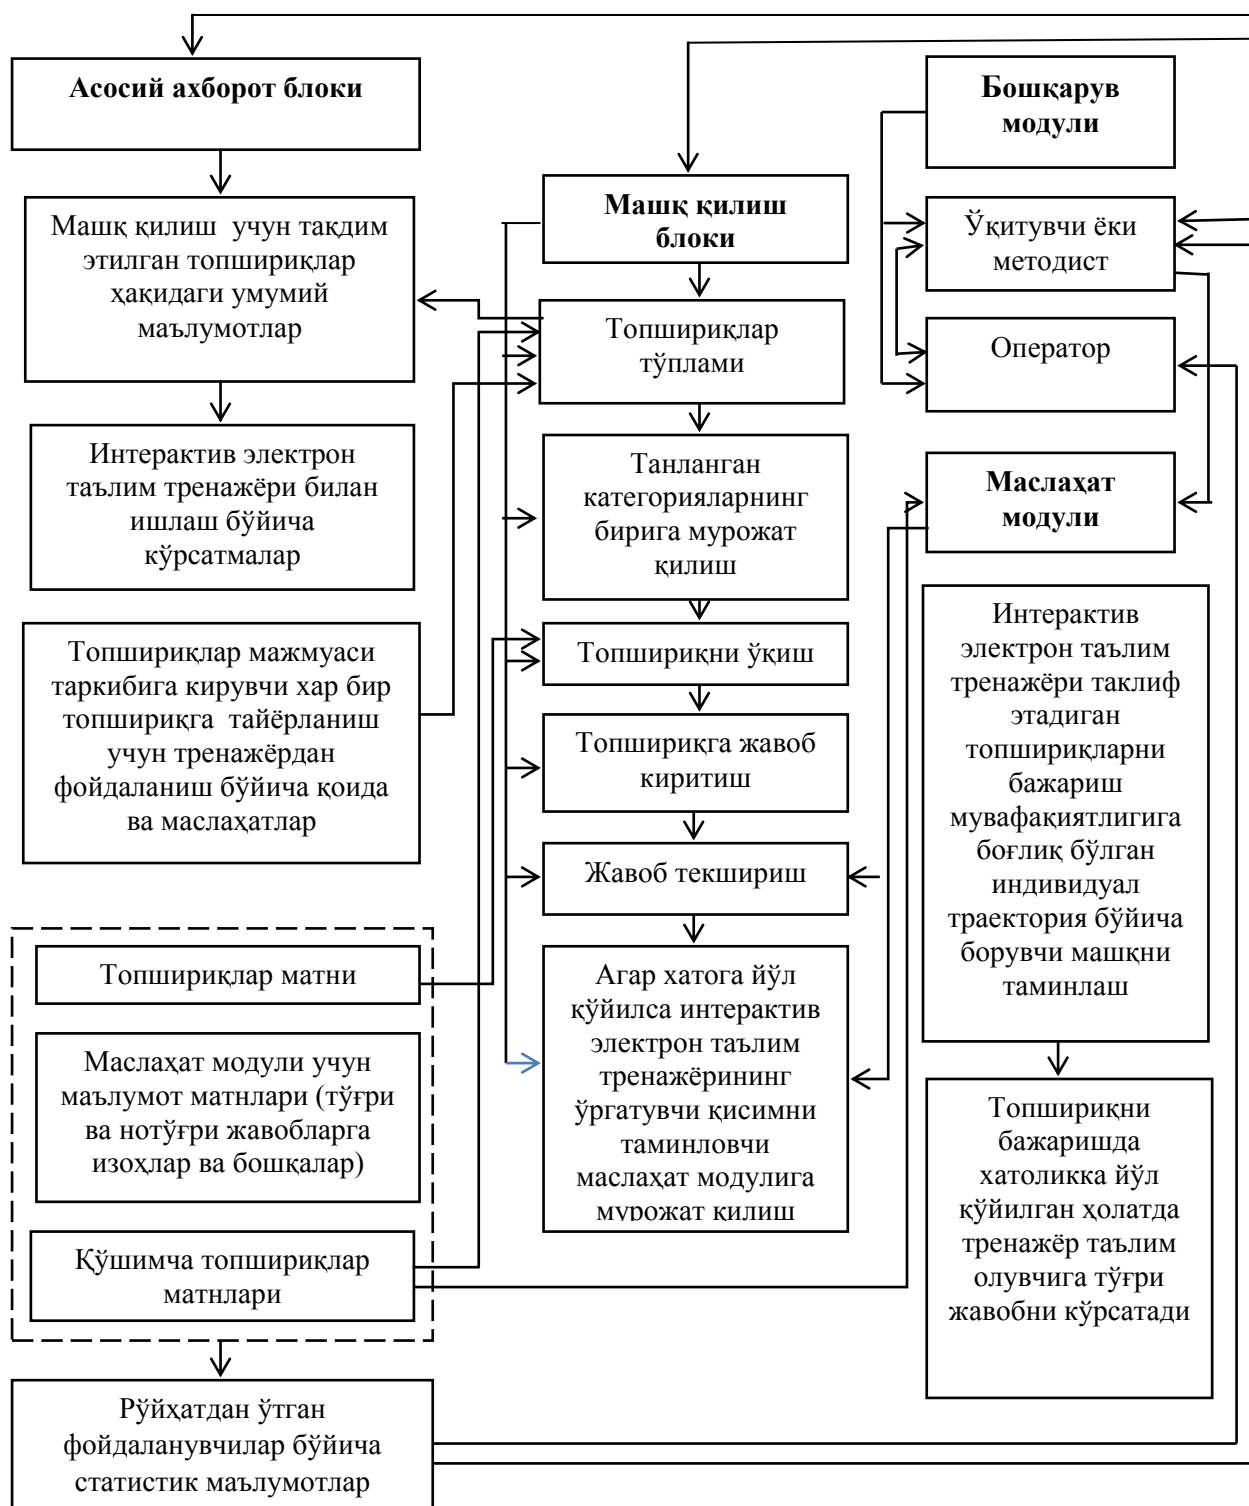 Асосий ахборот блоки
Машқ қилиш учун тақдим
этилган топшириқлар
ҳақидаги умумий
маълумотлар
Интерактив электрон
таълим тренажёри билан
ишлаш бўйича
кўрсатмалар
Топшириқлар мажмуаси
таркибига кирувчи хар бир
топшириқга тайёрланиш
учун тренажёрдан
фойдаланиш бўйича қоида
ва маслаҳатлар
Топшириқлар матни
Маслаҳат модули учун
маълумот матнлари (тўғри
ва нотўғри жавобларга
изоҳлар ва бошқалар)
Қўшимча топшириқлар
матнлари
Рўйҳатдан ўтган
фойдаланувчилар бўйича
статистик маълумотлар
Машқ қилиш
блоки
Топшириқлар
тўплами
Танланган
категорияларнинг
бирига мурожат
қилиш
Топшириқни ўқиш
Топшириқга жавоб
киритиш
Жавоб текшириш
Агар хатога йўл
қўйилса интерактив
электрон таълим
тренажёрининг
ўргатувчи қисимни
таминловчи
маслаҳат модулига
мурожат қилиш
Бошқарув
модули
Ўқитувчи ёки
методист
Оператор
Маслаҳат
модули
Интерактив
электрон таълим
тренажёри таклиф
этадиган
топшириқларни
бажариш
мувафақиятлигига
боғлиқ бўлган
индивидуал
траектория бўйича
борувчи машқни
таминлаш
Топшириқни
бажаришда
хатоликка йўл
қўйилган ҳолатда
тренажёр таълим
олувчига тўғри
жавобни кўрсатади